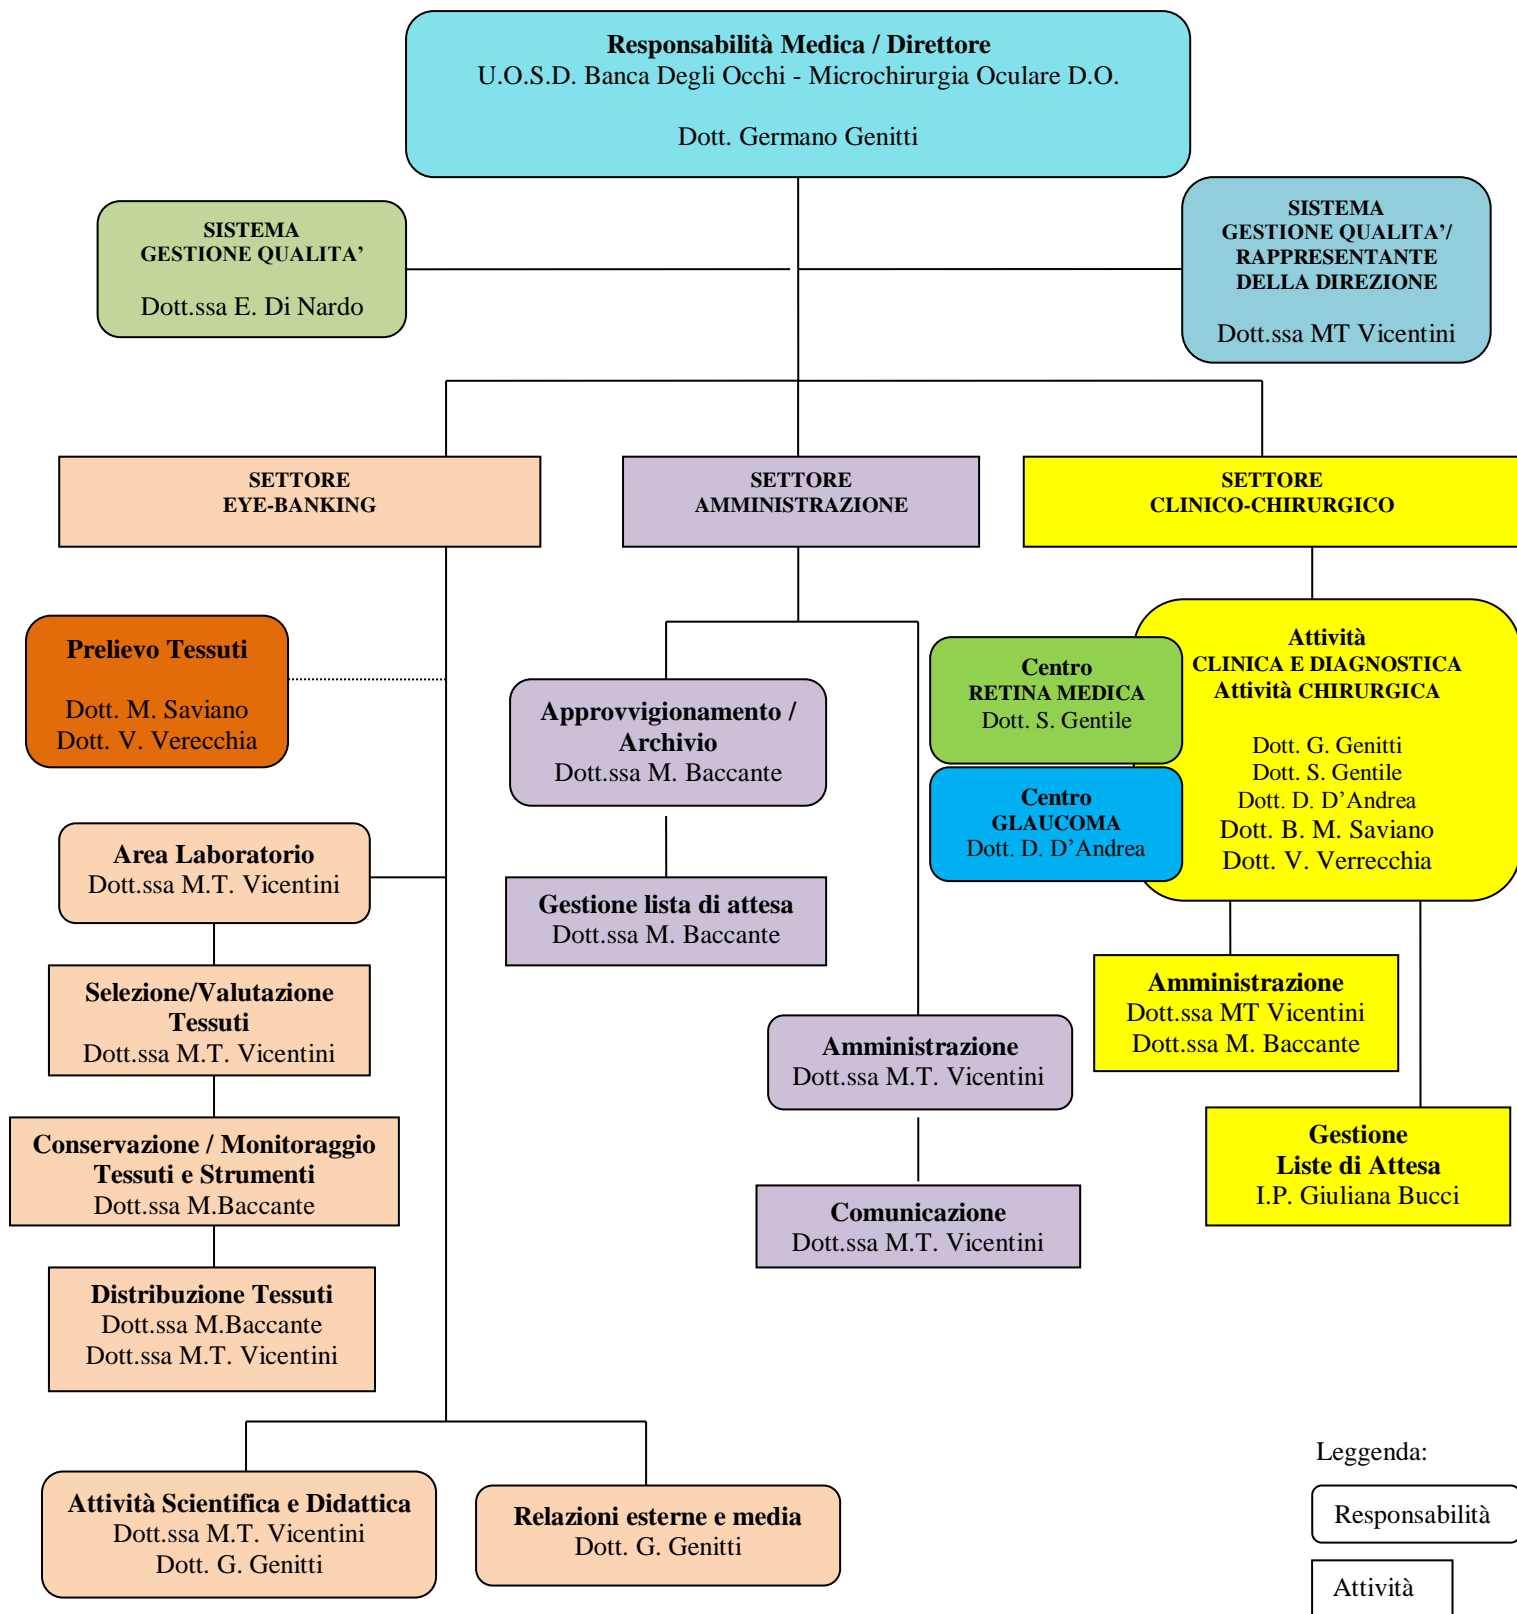 Responsabilità Medica / Direttore
U.O.S.D. Banca Degli Occhi - Microchirurgia Oculare D.O.
Dott. Germano Genitti
SISTEMA
GESTIONE QUALITA’
Dott.ssa E. Di Nardo
SISTEMA
GESTIONE QUALITA’/
RAPPRESENTANTE
DELLA DIREZIONE
Dott.ssa MT Vicentini
SETTORE
EYE-BANKING
SETTORE
AMMINISTRAZIONE
SETTORE
CLINICO-CHIRURGICO
Prelievo Tessuti
Dott. M. Saviano
Dott. V. Verecchia
Area Laboratorio
Dott.ssa M.T. Vicentini
Selezione/Valutazione
Tessuti
Dott.ssa M.T. Vicentini
Conservazione / Monitoraggio
Tessuti e Strumenti
Dott.ssa M.Baccante
Distribuzione Tessuti
Dott.ssa M.Baccante
Dott.ssa M.T. Vicentini
Attività Scientifica e Didattica
Dott.ssa M.T. Vicentini
Dott. G. Genitti
Relazioni esterne e media
Dott. G. Genitti
Approvvigionamento /
Archivio
Dott.ssa M. Baccante
Gestione lista di attesa
Dott.ssa M. Baccante
Amministrazione
Dott.ssa M.T. Vicentini
Comunicazione
Dott.ssa M.T. Vicentini
Centro
RETINA MEDICA
Dott. S. Gentile
Centro
GLAUCOMA
Dott. D. D’Andrea
Attività
CLINICA E DIAGNOSTICA
Attività CHIRURGICA
Dott. G. Genitti
Dott. S. Gentile
Dott. D. D’Andrea
Dott. B. M. Saviano
Dott. V. Verrecchia
Amministrazione
Dott.ssa MT Vicentini
Dott.ssa M. Baccante
Gestione
Liste di Attesa
I.P. Giuliana Bucci
Leggenda:
Responsabilità
Attività